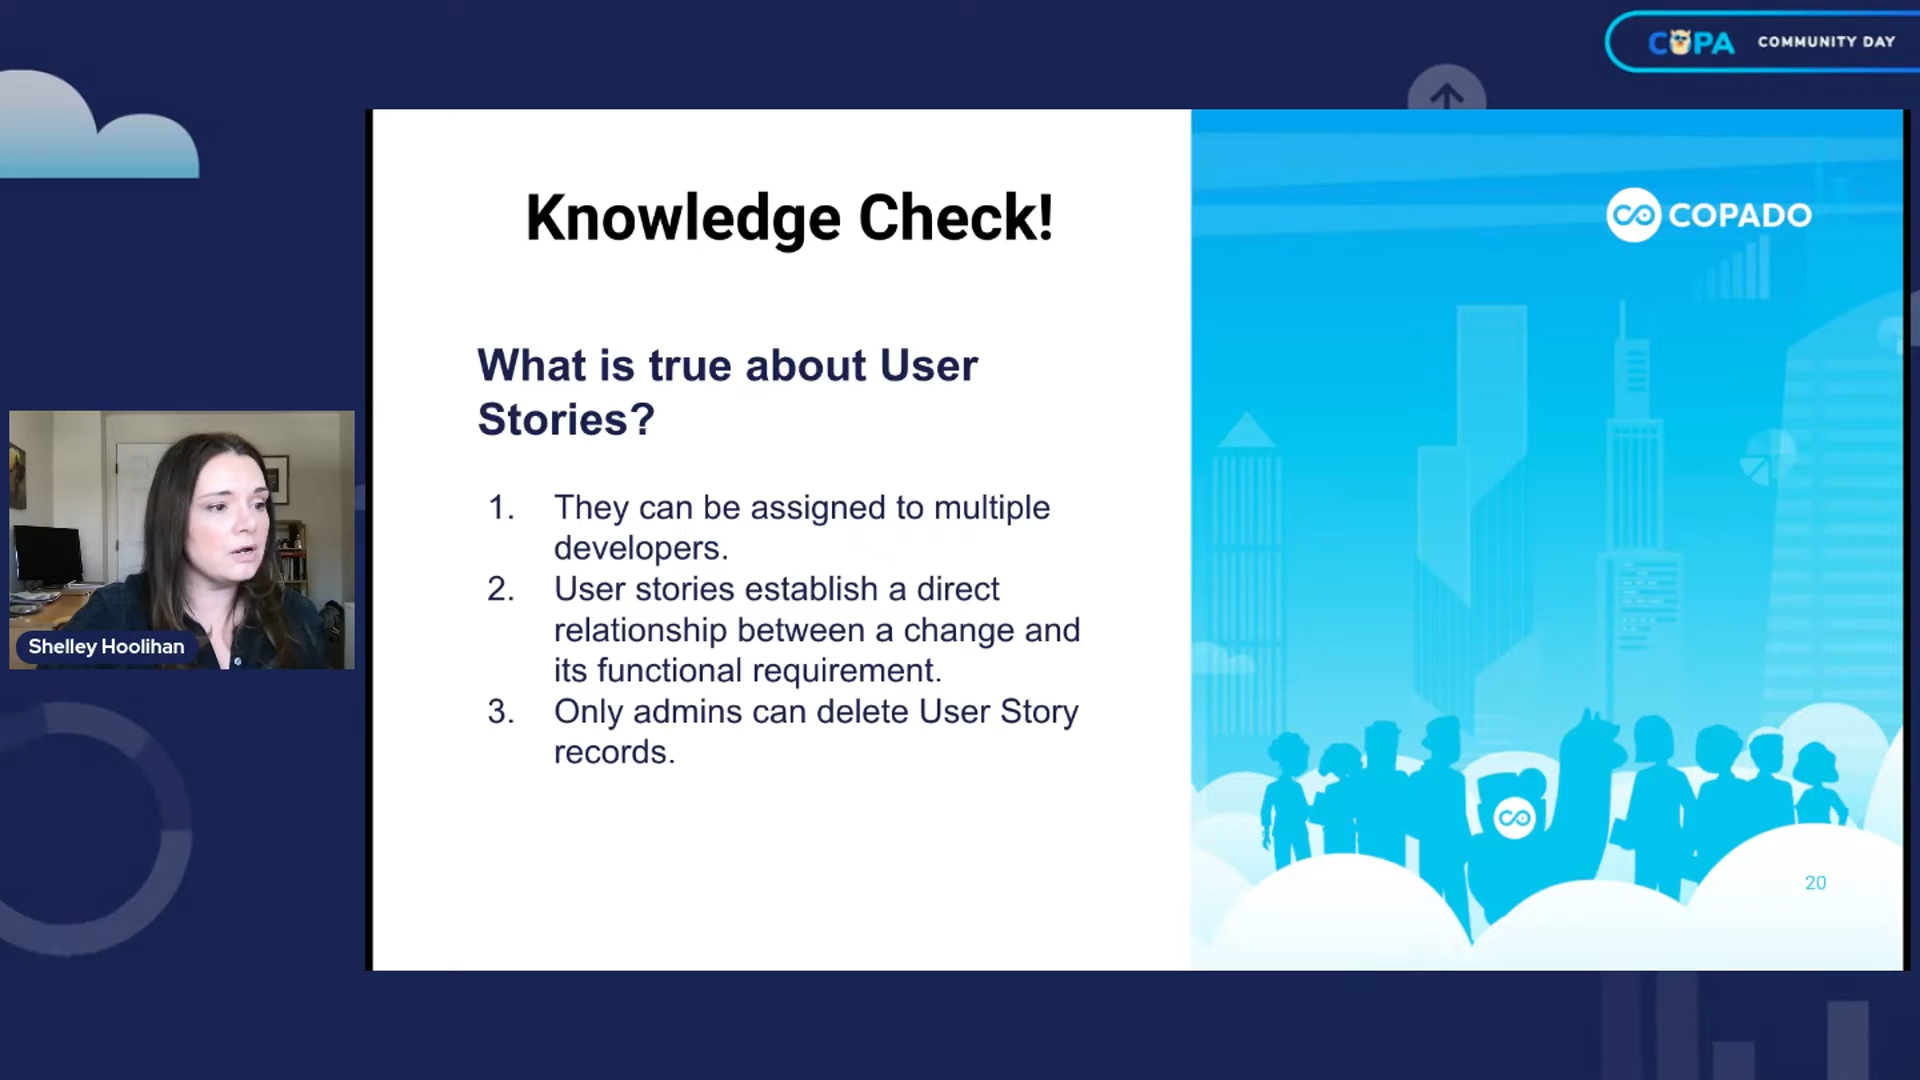 COPA COMMUNITY DAY
Knowledge Check!
COPADO
What is true about User
Stories?
1. They can be assigned to multiple
developers.
2. User stories establish a direct
relationship between a change and
its functional requirement.
3. Only admins can delete User Story
records.
Shelley Hoolihan
20